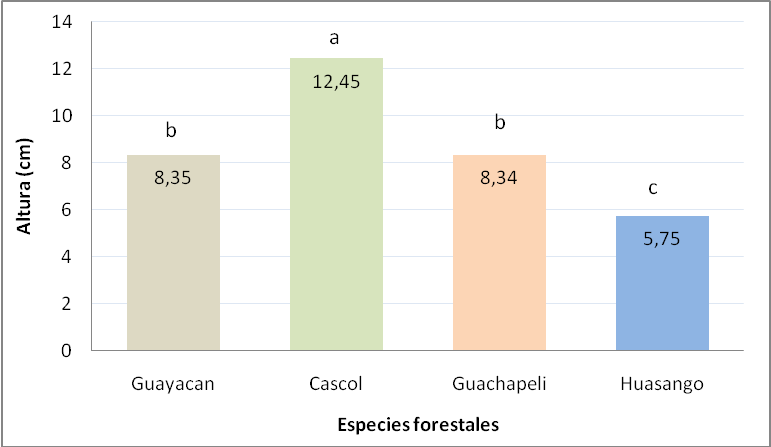 14
12
10
8
6
4
2
0
Altura (cm)
b
a
b
c
8,35
12,45
8,34
5,75
Guayacan
Cascol
Guachapeli
Huasango
Especies forestales